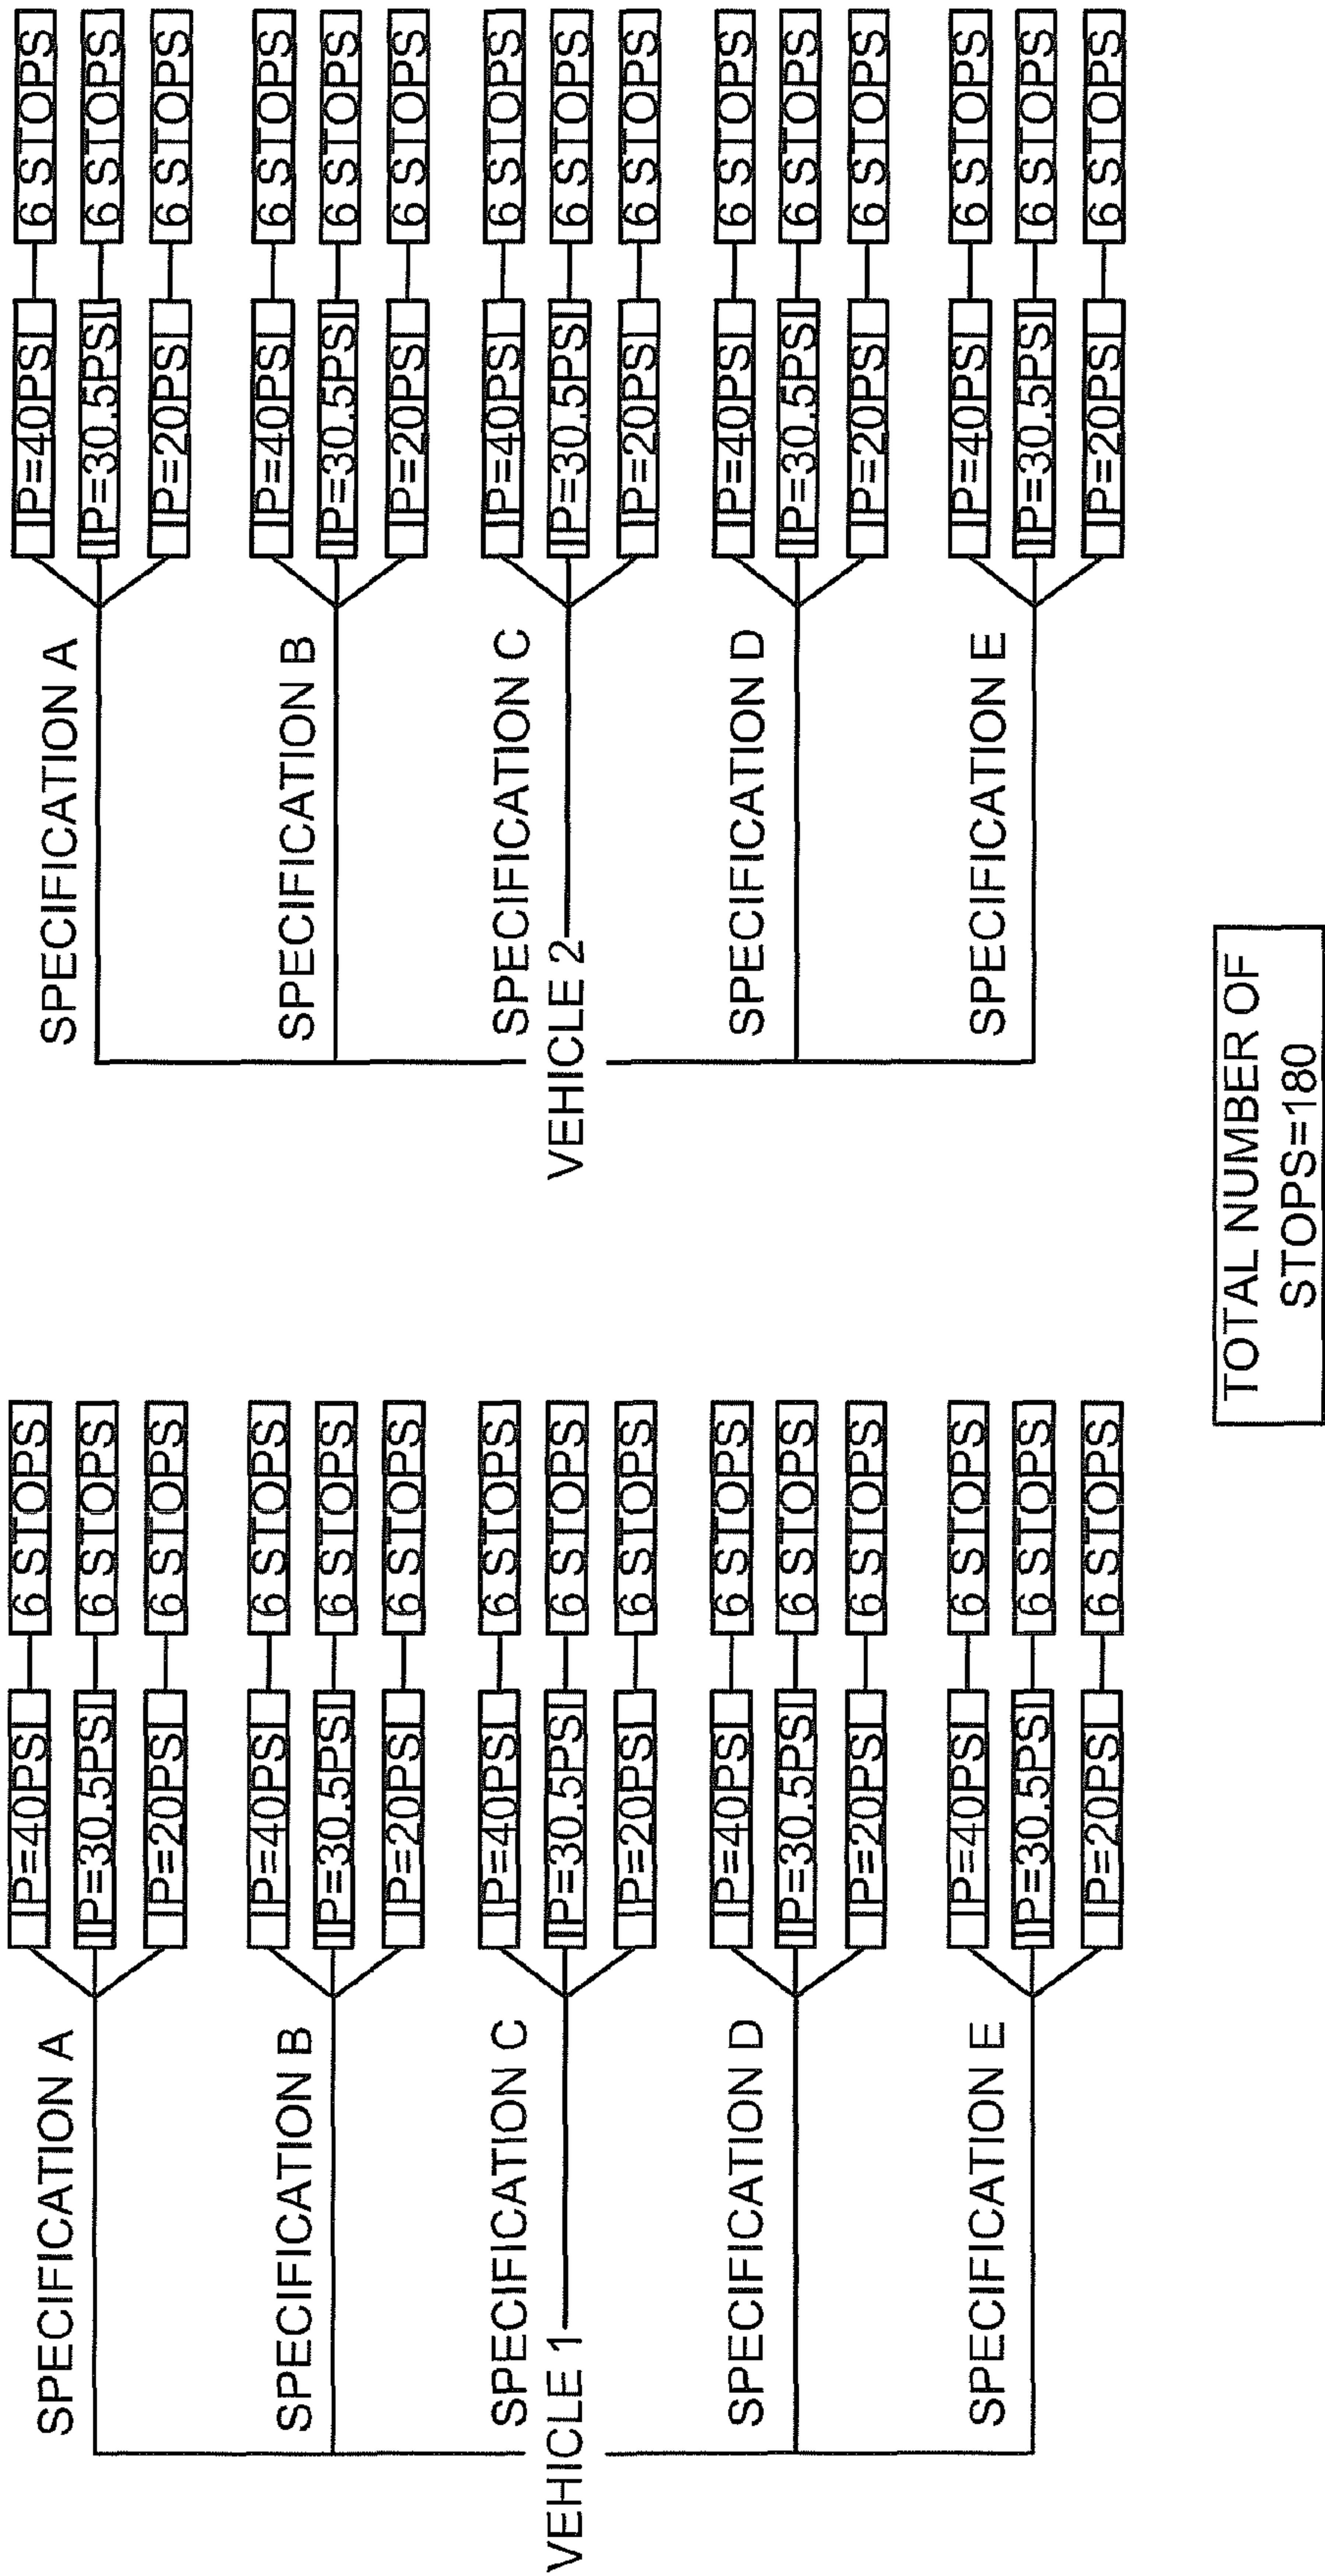 SPECIFICATION A
IP=40PSI
6 STOPS
IP=30.5PSI
6 STOPS
IP=20PSI
6 STOPS
SPECIFICATION B
IP=40PSI
6 STOPS
IP=30.5PSI
6 STOPS
IP=20PSI
6 STOPS
SPECIFICATION C
VEHICLE 1
IP=40PSI
6 STOPS
IP=30.5PSI
6 STOPS
IP=20PSI
6 STOPS
SPECIFICATION D
IP=40PSI
6 STOPS
IP=30.5PSI
6 STOPS
IP=20PSI
6 STOPS
SPECIFICATION E
IP=40PSI
6 STOPS
IP=30.5PSI
6 STOPS
IP=20PSI
6 STOPS
SPECIFICATION A
IP=40PSI
6 STOPS
IP=30.5PSI
6 STOPS
IP=20PSI
6 STOPS
SPECIFICATION B
IP=40PSI
6 STOPS
IP=30.5PSI
6 STOPS
IP=20PSI
6 STOPS
SPECIFICATION C
VEHICLE 2
IP=40PSI
6 STOPS
IP=30.5PSI
6 STOPS
IP=20PSI
6 STOPS
SPECIFICATION D
IP=40PSI
6 STOPS
IP=30.5PSI
6 STOPS
IP=20PSI
6 STOPS
SPECIFICATION E
IP=40PSI
6 STOPS
IP=30.5PSI
6 STOPS
IP=20PSI
6 STOPS
TOTAL NUMBER OF
STOPS=180